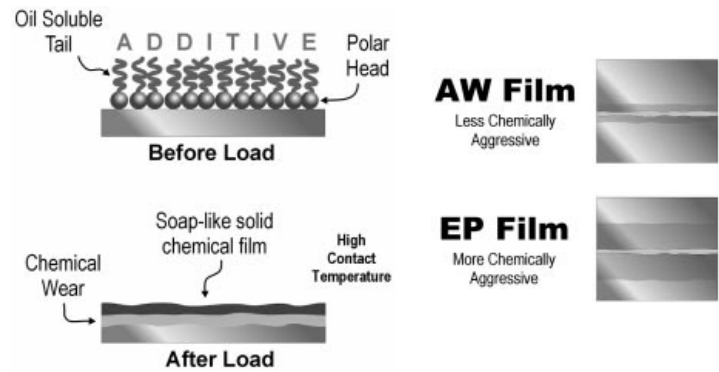 Oil Soluble
Tail
ADDITIVE
Polar
Head
Before Load
Soap-like solid
chemical film
High
Contact
Temperature
Chemical
Wear
After Load
AW Film
Less Chemically
Aggressive
EP Film
More Chemically
Aggressive